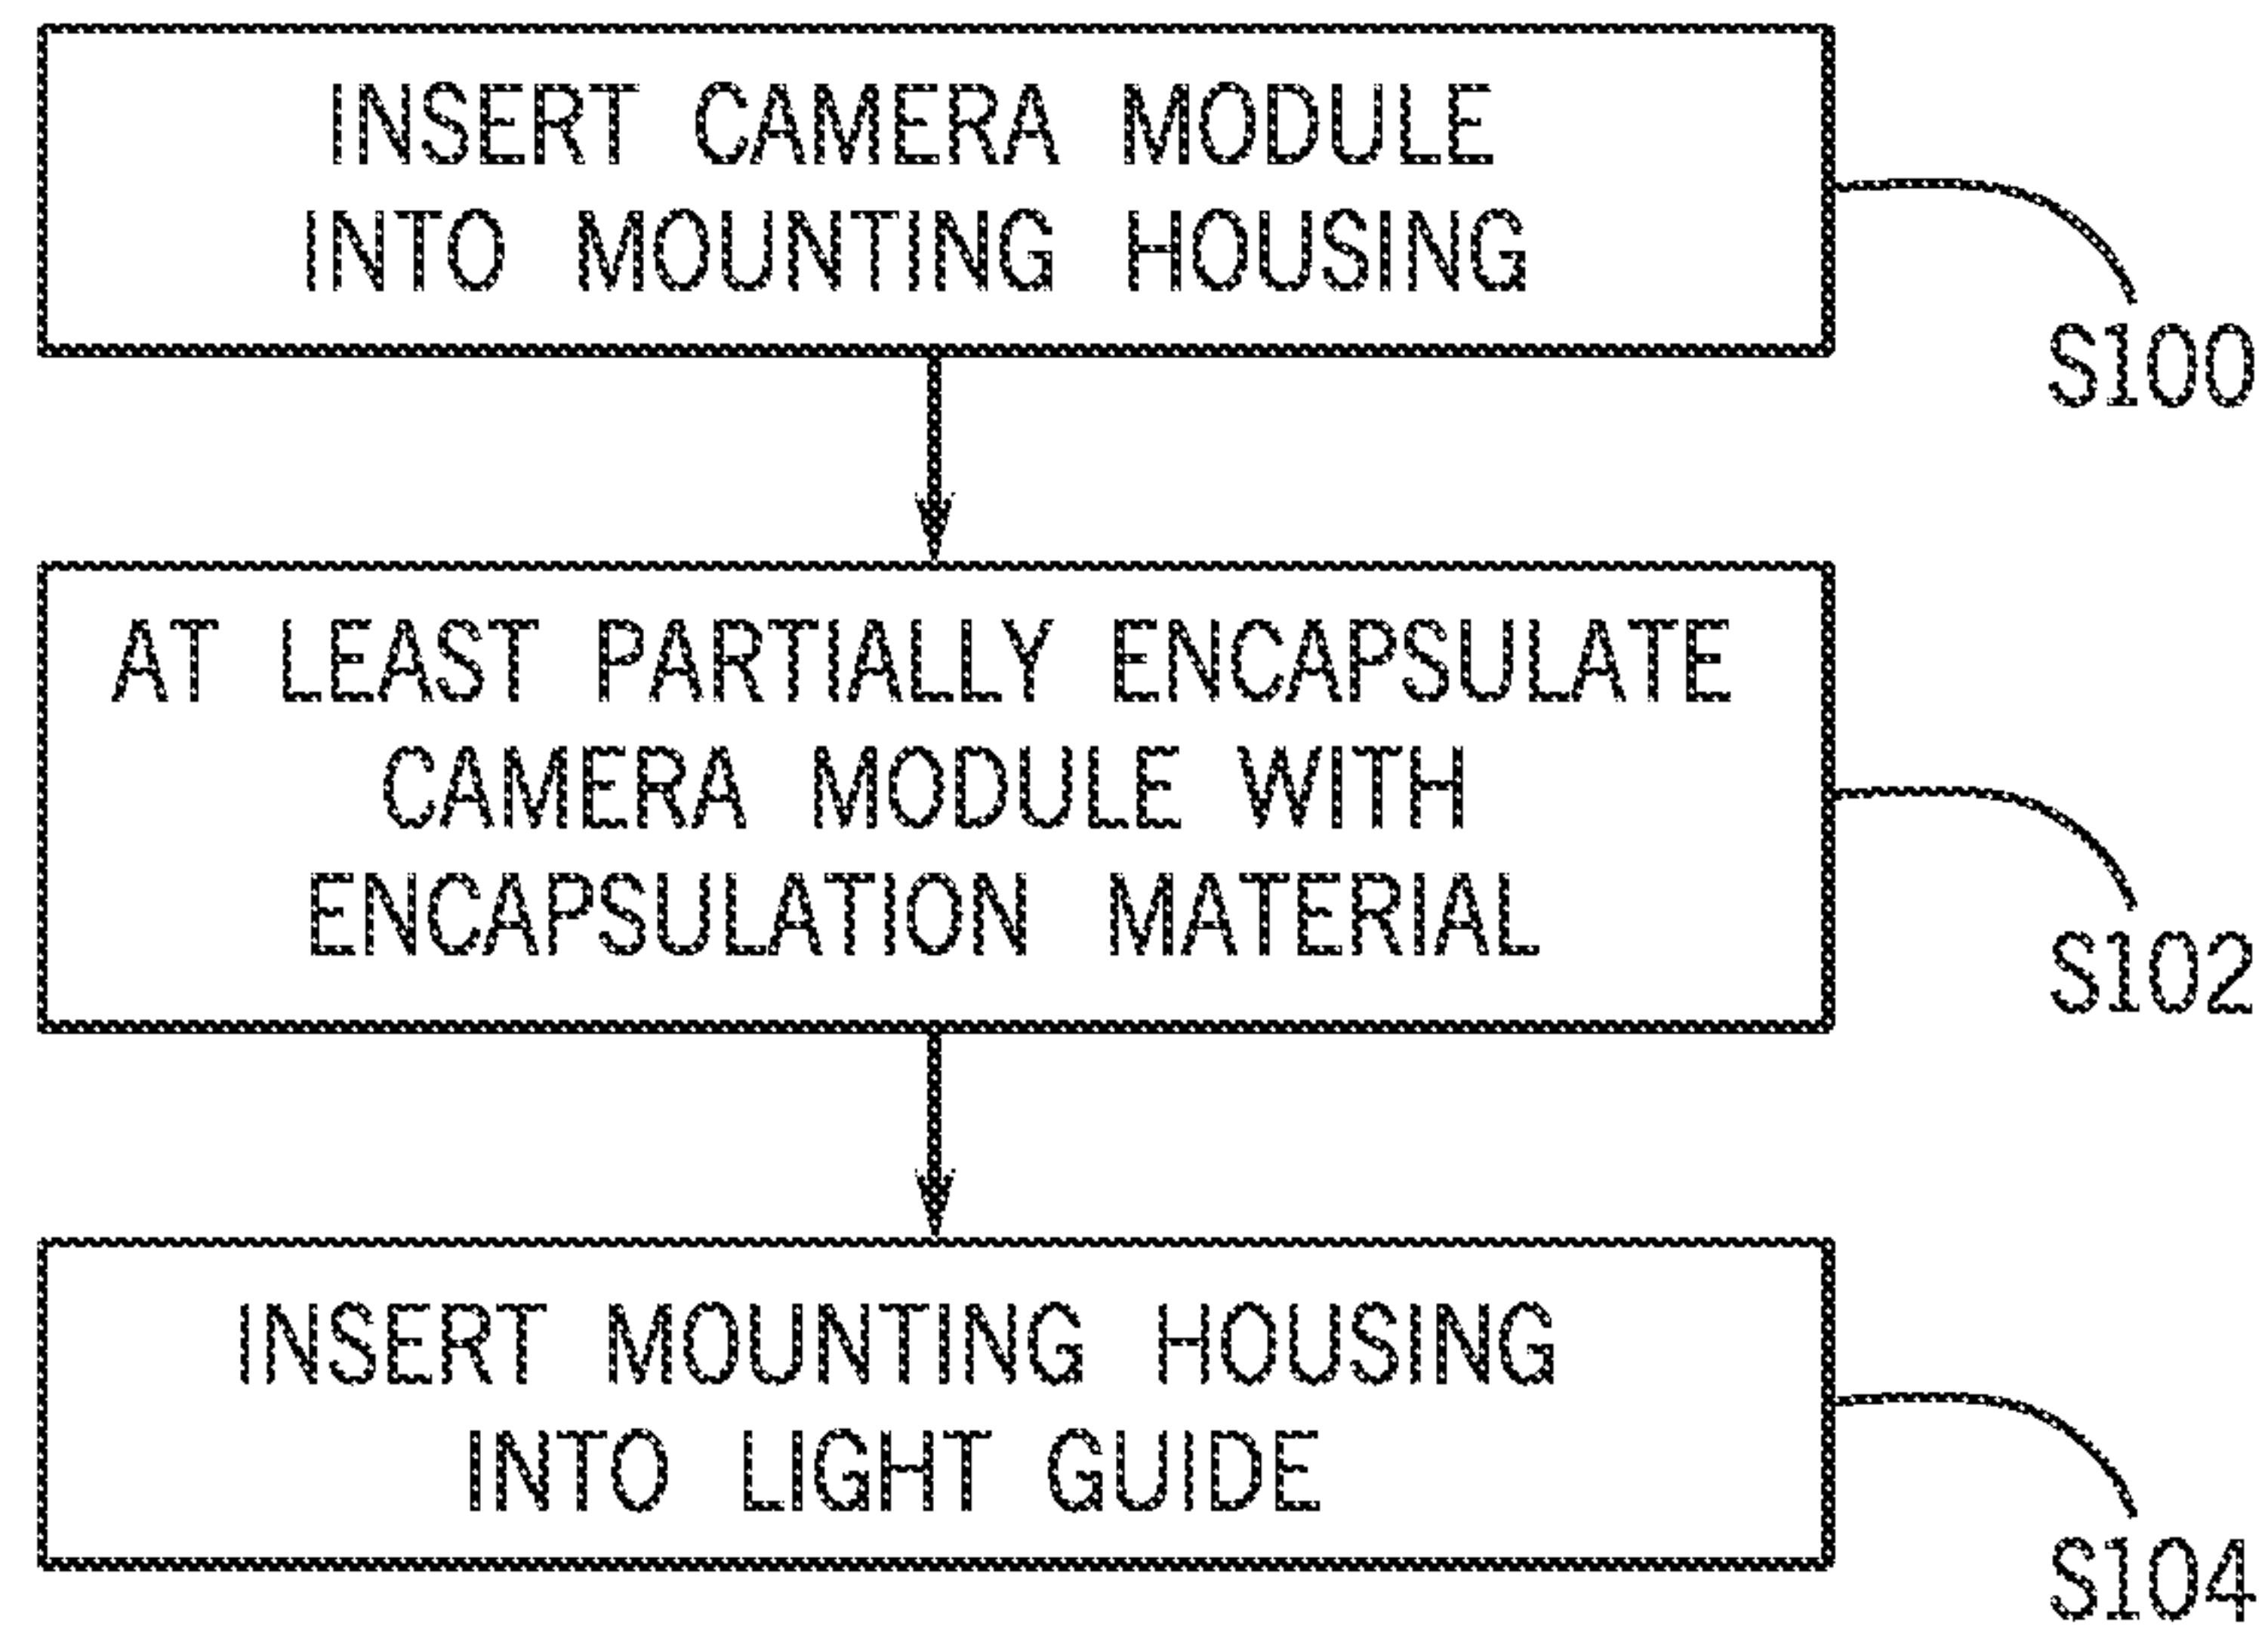 INSERT CAMERA MODULE
INTO MOUNTING HOUSING
S100
AT LEAST PARTIALLY ENCAPSULATE
CAMERA MODULE WITH
ENCAPSULATION MATERIAL
S102
INSERT MOUNTING HOUSING
INTO LIGHT GUIDE
S104